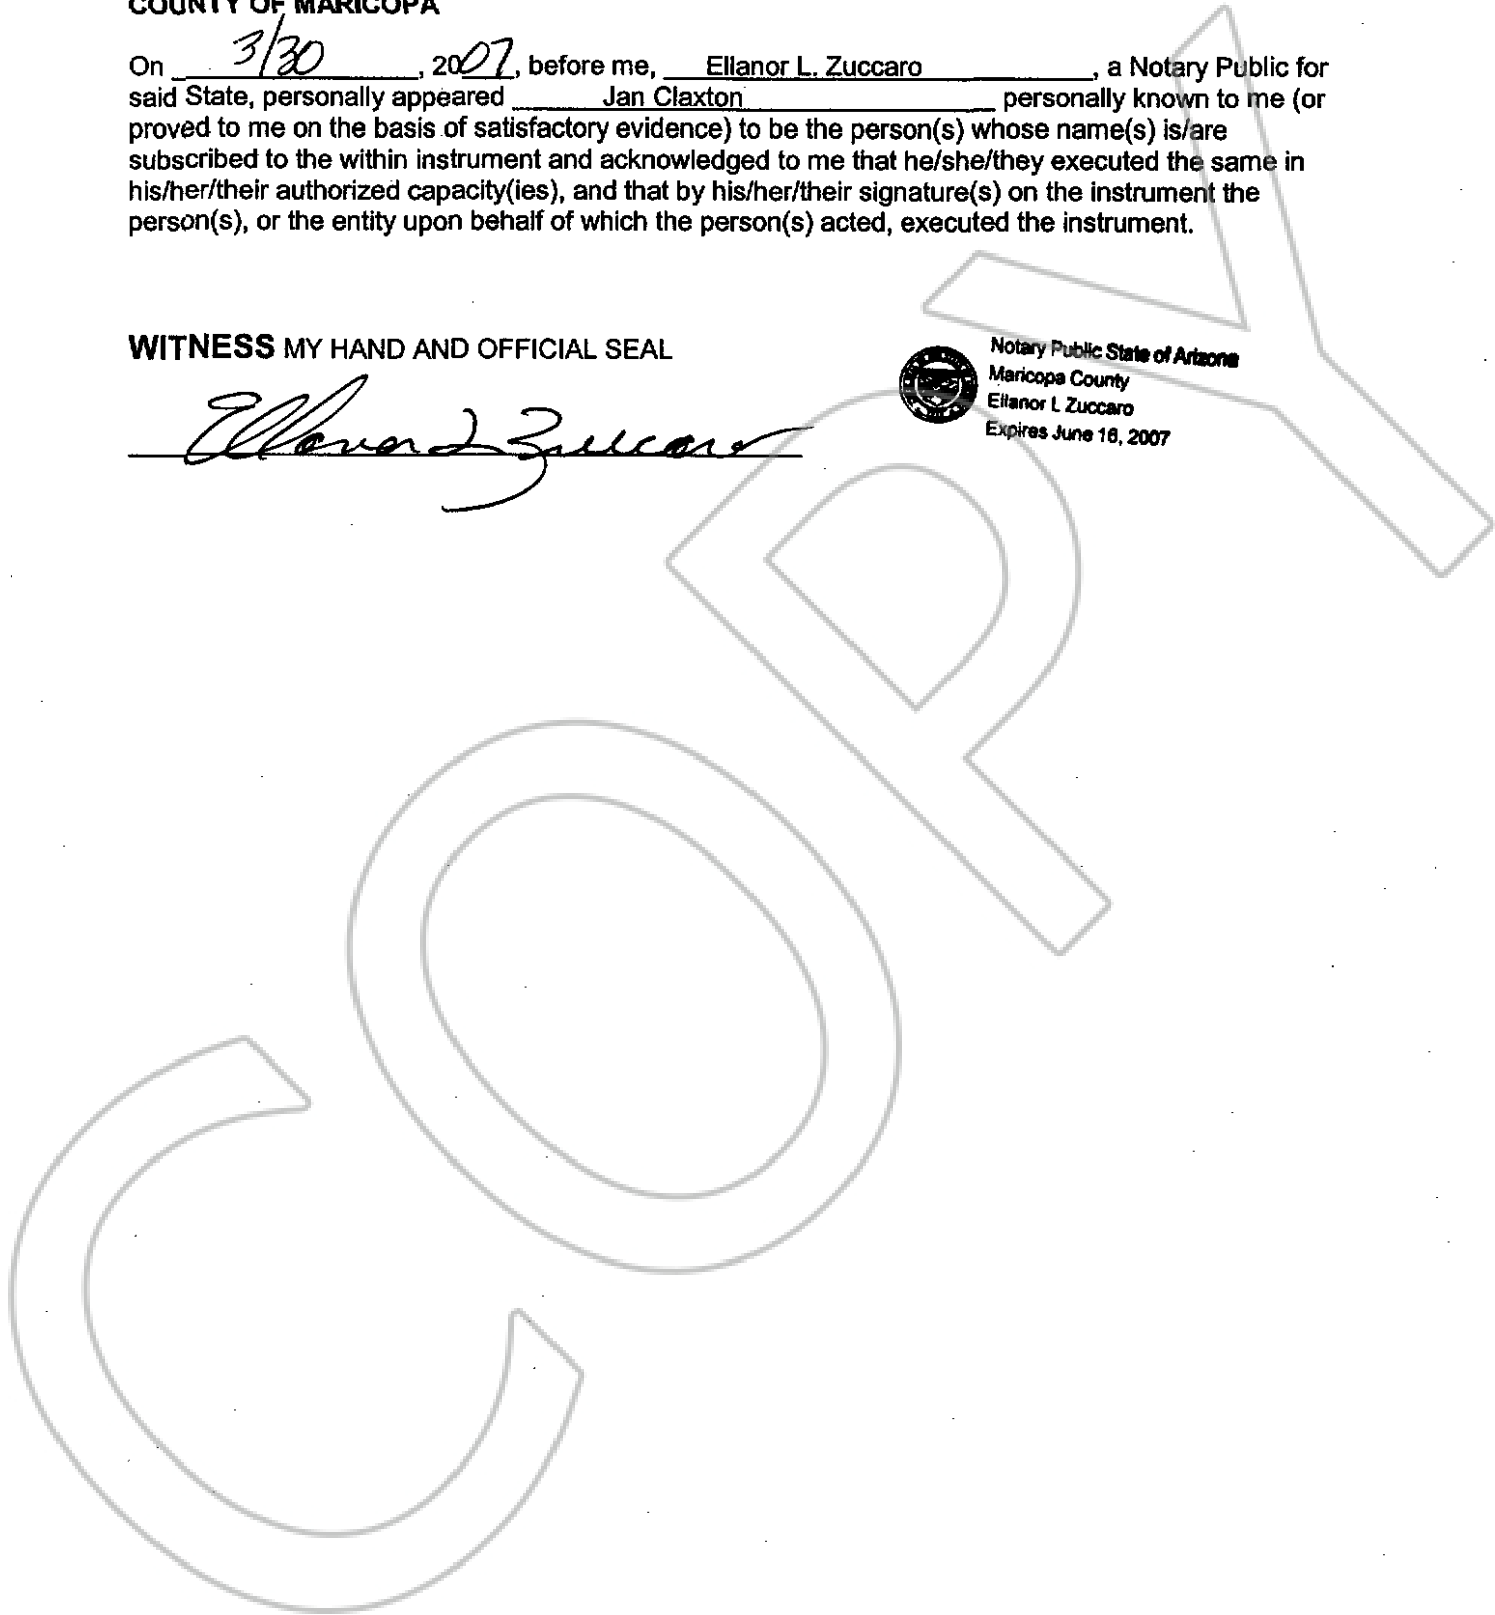 COUNTY OF MARICOPA
On 3/30, 2007, before me, Ellanor L. Zuccaro, a Notary Public for
said State, personally appeared Jan Claxton personally known to me (or
proved to me on the basis of satisfactory evidence) to be the person(s) whose name(s) is/are
subscribed to the within instrument and acknowledged to me that he/she/they executed the same in
his/her/their authorized capacity(ies), and that by his/her/their signature(s) on the instrument the
person(s), or the entity upon behalf of which the person(s) acted, executed the instrument.
WITNESS MY HAND AND OFFICIAL SEAL
Ellanor L Zuccaro
Notary Public State of Arizona
Maricopa County
Ellanor L Zuccaro
Expires June 16, 2007
COPY